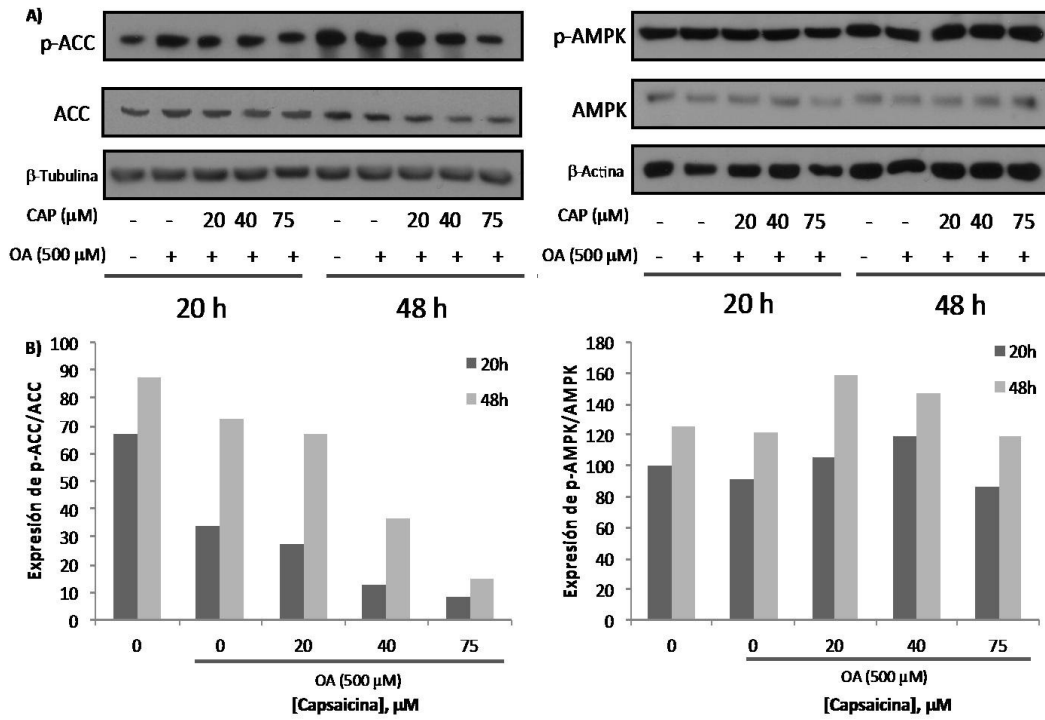 A)
p-ACC
ACC
β-Tubulina
CAP (μM) - - 20 40 75 - - 20 40 75
OA (500 μM) - + + + + - + + + +
20 h 48 h
p-AMPK
AMPK
β-Actina
CAP (μM) - - 20 40 75 - - 20 40 75
OA (500 μM) - + + + + - + + + +
20 h 48 h
B)
Expresión de p-ACC/ACC
100
90
80
70
60
50
40
30
20
10
0
20h
48h
0 0 20 40 75
OA (500 μM)
[Capsaicina], μM
Expresión de p-AMPK/AMPK
180
160
140
120
100
80
60
40
20
0
20h
48h
0 0 20 40 75
OA (500 μM)
[Capsaicina], μM